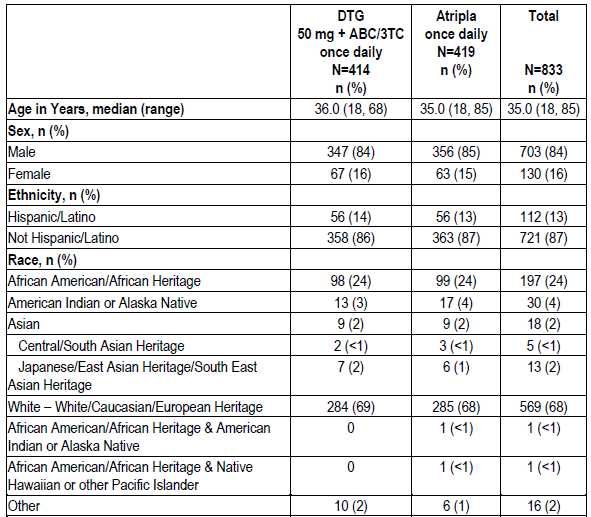 DTG
50 mg + ABC/3TC
once daily
N=414
n (%)
Atripla
once daily
N=419
n (%)
Total
N=833
n (%)
Age in Years, median (range) 36.0 (18, 68) 35.0 (18, 85) 35.0 (18, 85)
Sex, n (%)
Male 347 (84) 356 (85) 703 (84)
Female 67 (16) 63 (15) 130 (16)
Ethnicity, n (%)
Hispanic/Latino 56 (14) 56 (13) 112 (13)
Not Hispanic/Latino 358 (86) 363 (87) 721 (87)
Race, n (%)
African American/African Heritage 98 (24) 99 (24) 197 (24)
American Indian or Alaska Native 13 (3) 17 (4) 30 (4)
Asian 9 (2) 9 (2) 18 (2)
Central/South Asian Heritage 2 (<1) 3 (<1) 5 (<1)
Japanese/East Asian Heritage/South East 7 (2) 6 (1) 13 (2)
Asian Heritage
White – White/Caucasian/European Heritage 284 (69) 285 (68) 569 (68)
African American/African Heritage & American 0 1 (<1) 1 (<1)
Indian or Alaska Native
African American/African Heritage & Native 0 1 (<1) 1 (<1)
Hawaiian or other Pacific Islander
Other 10 (2) 6 (1) 16 (2)